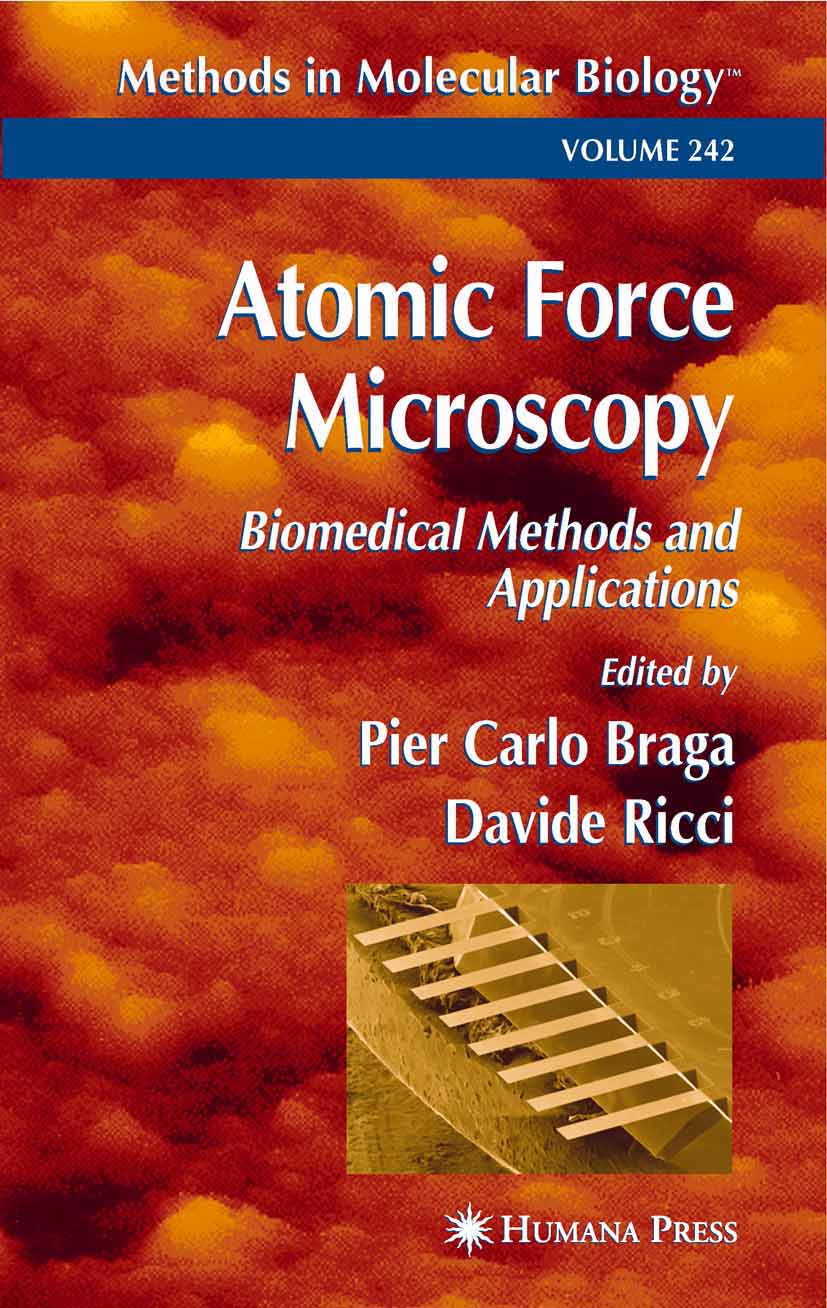 Methods in Molecular Biology™
VOLUME 242
Atomic Force
Microscopy
Biomedical Methods and
Applications
Edited by
Pier Carlo Braga
Davide Ricci
HUMANA PRESS